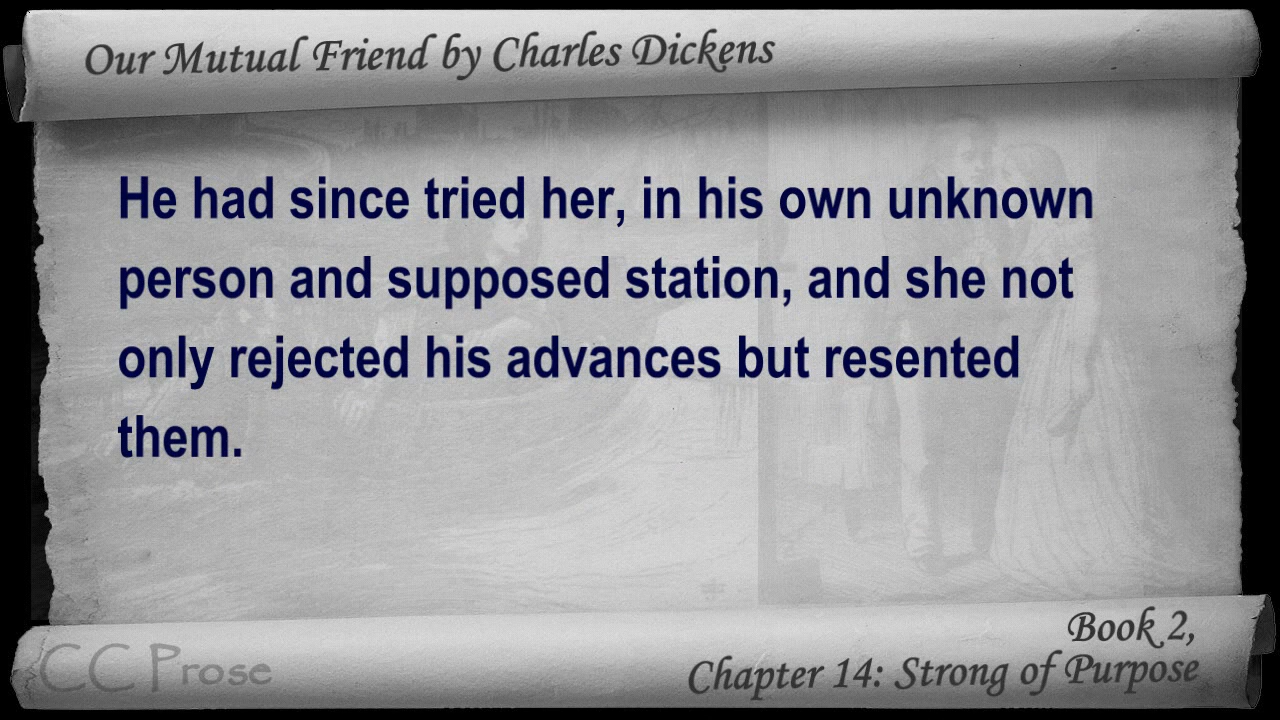 Our Mutual Friend by Charles Dickens
He had since tried her, in his own unknown
person and supposed station, and she not
only rejected his advances but resented
them.
CC Prose
Book 2,
Chapter 14: Strong of Purpose